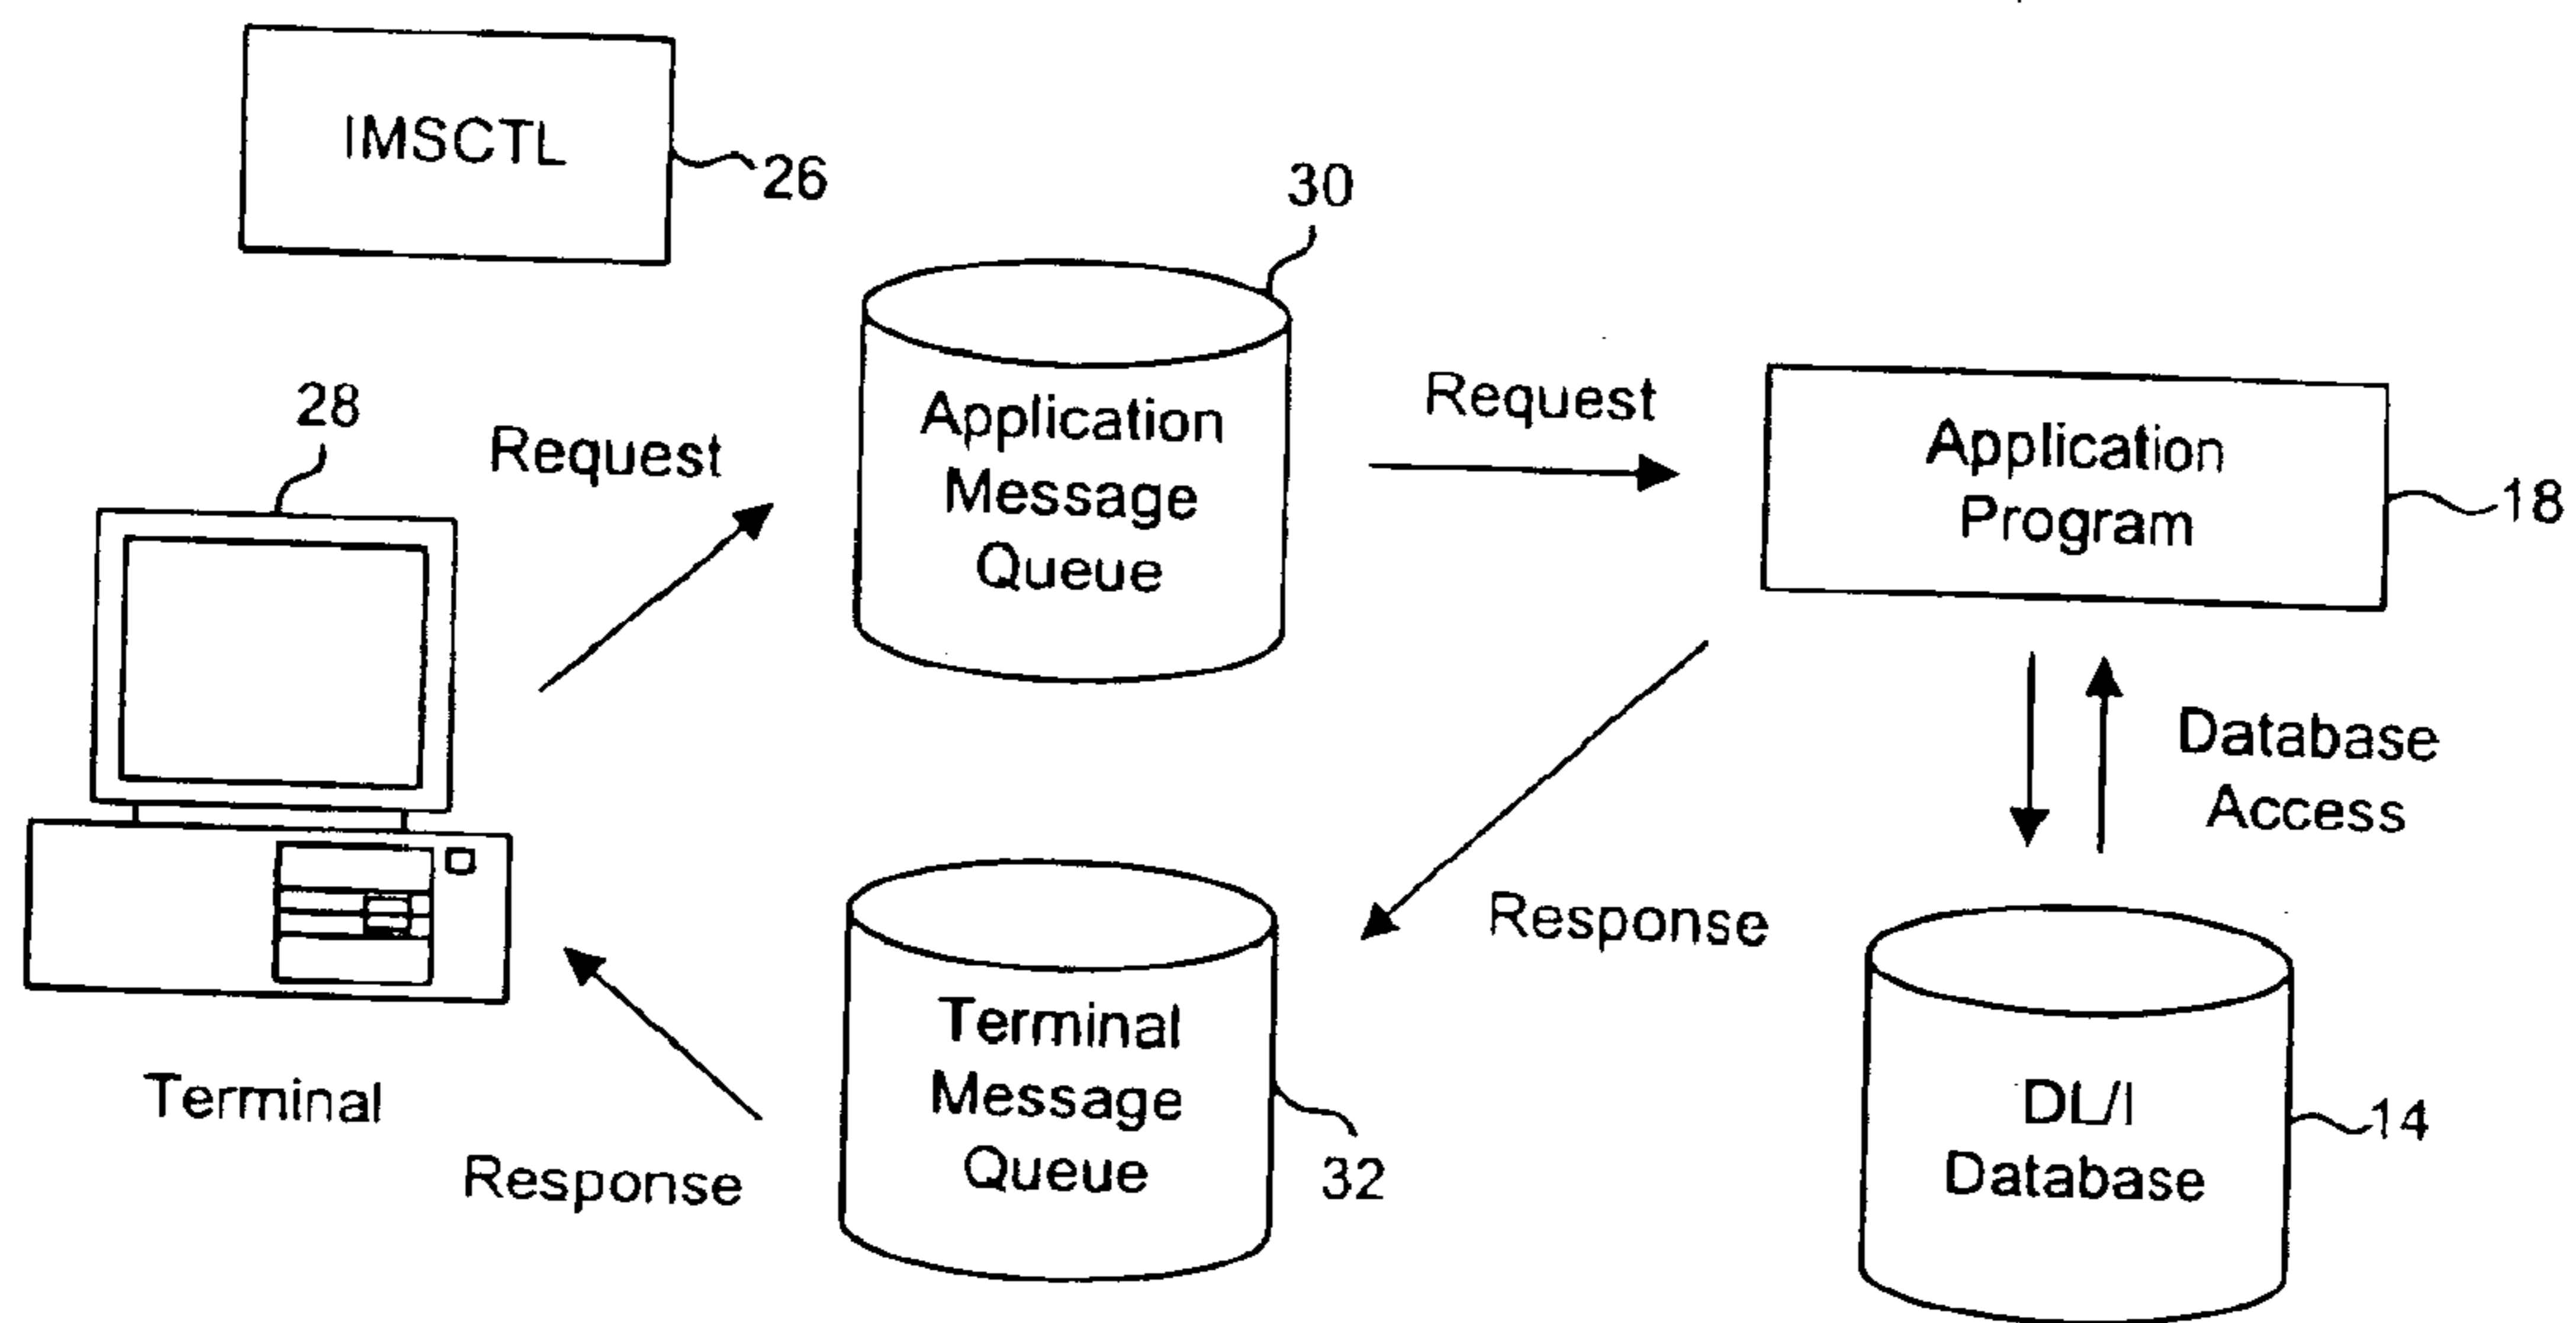 IMSCTL
26
30
28
Request
Application
Message
Queue
Request
Application
Program
18
Database
Access
Response
Terminal
Response
Terminal
Message
Queue
32
DL/I
Database
14